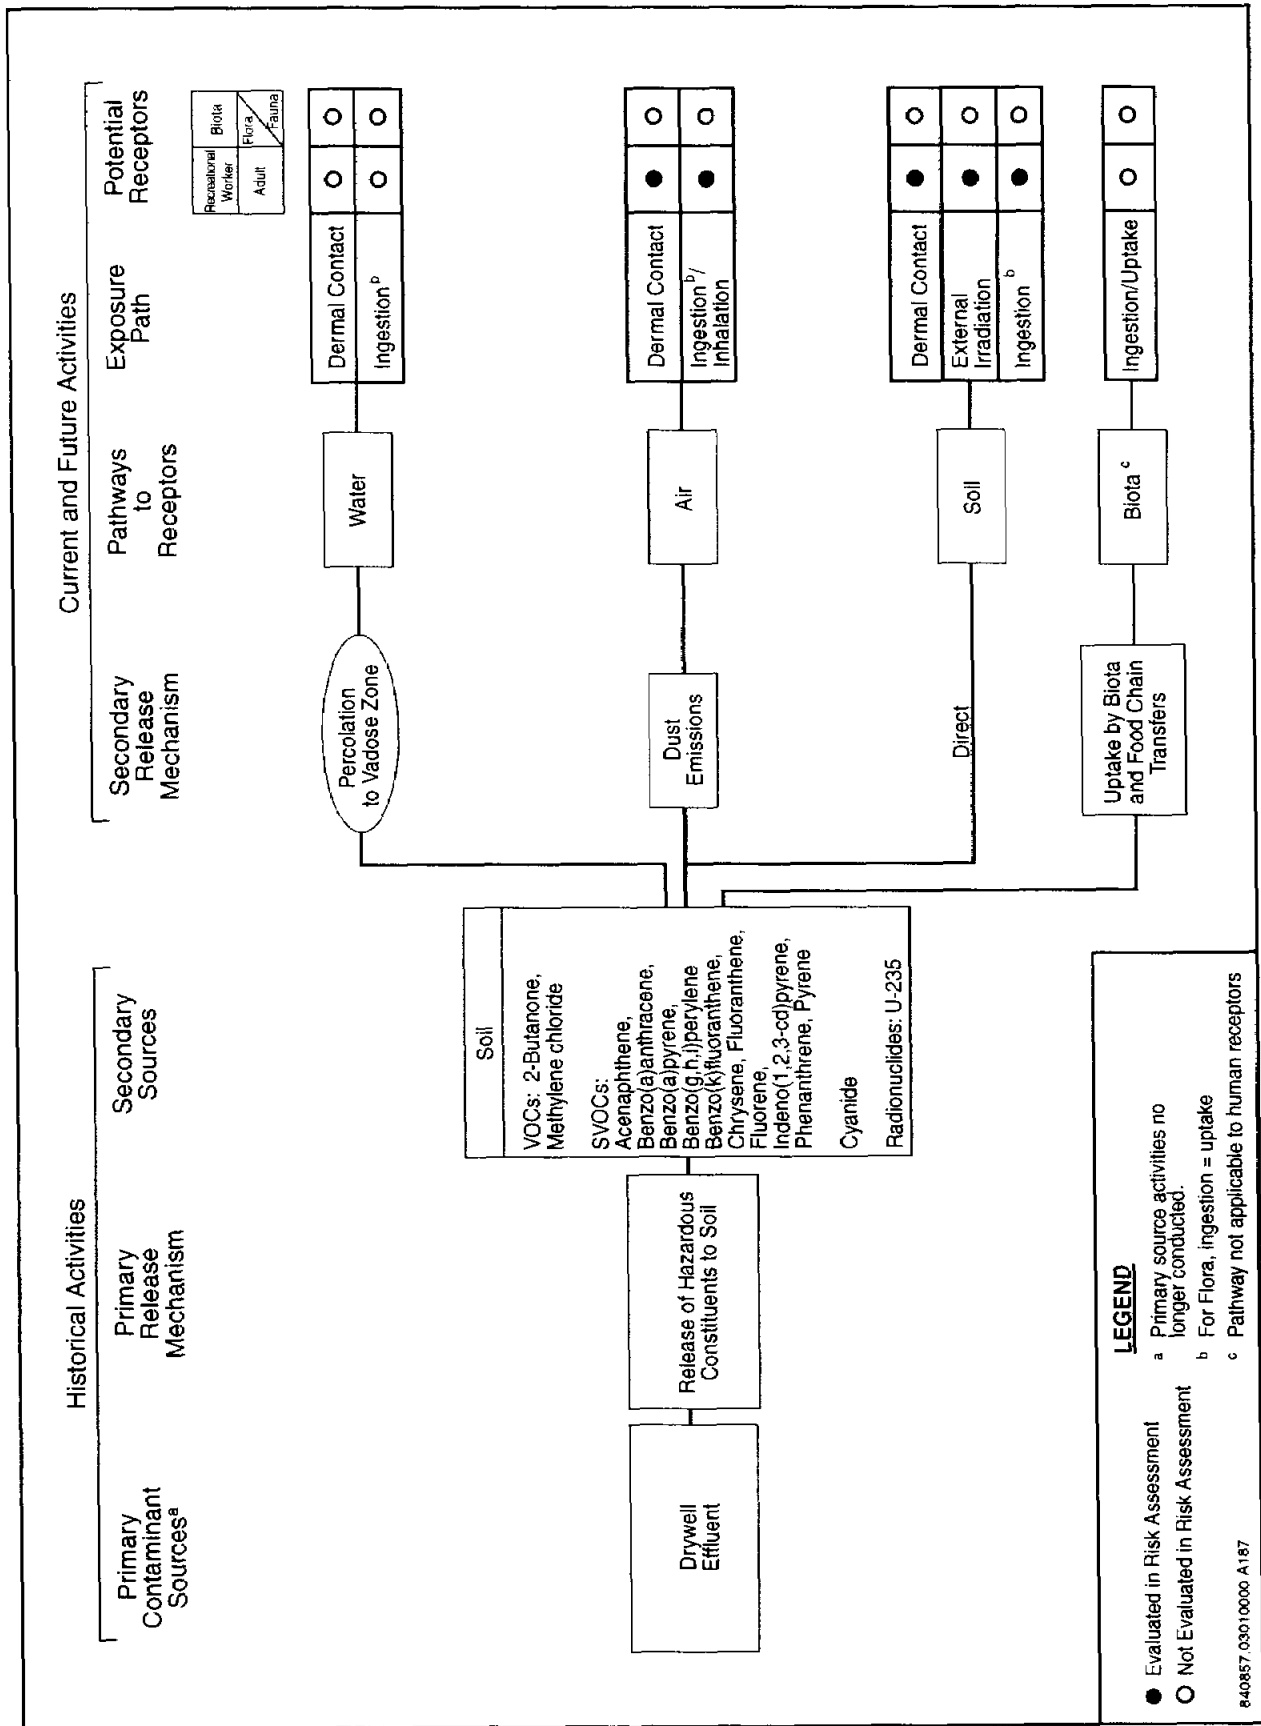 Historical Activities
Current and Future Activities
Primary
Contaminant
Sourcesᵃ
Primary
Release
Mechanism
Secondary
Sources
Secondary
Release
Mechanism
Pathways
to
Receptors
Exposure
Path
Potential
Receptors
Recreational
Worker
Biota
Adult
Flora
Fauna
Drywell
Effluent
Release of Hazardous
Constituents to Soil
Soil
VOCs: 2-Butanone,
Methylene chloride
SVOCs:
Acenaphthene,
Benzo(a)anthracene,
Benzo(a)pyrene,
Benzo(g,h,i)perylene
Benzo(k)fluoranthene,
Chrysene, Fluoranthene,
Fluorene,
Indeno(1,2,3-cd)pyrene,
Phenanthrene, Pyrene
Cyanide
Radionuclides: U-235
Percolation
to Vadose Zone
Water
Dermal Contact
Ingestionᵇ
Dust
Emissions
Air
Dermal Contact
Ingestionᵇ/
Inhalation
Direct
Soil
Dermal Contact
External
Irradiation
Ingestionᵇ
Uptake by Biota
and Food Chain
Transfers
Biotaᶜ
Ingestion/Uptake
LEGEND
● Evaluated in Risk Assessment
O Not Evaluated in Risk Assessment
a Primary source activities no
longer conducted.
b For Flora, ingestion = uptake
c Pathway not applicable to human receptors
840857.03010000 A187